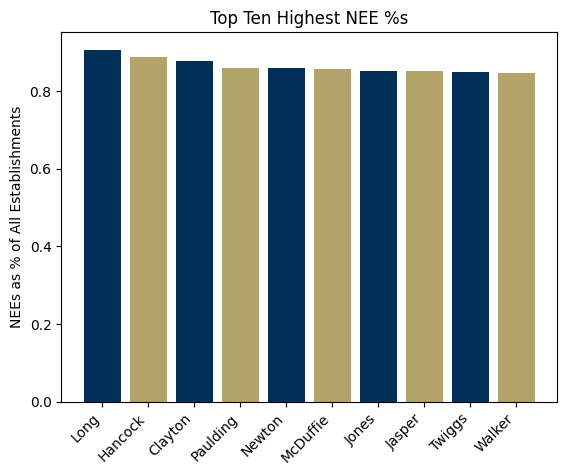 Top Ten Highest NEE %s
NEEs as % of All Establishments
0.8
0.6
0.4
0.2
0.0
Long
Hancock
Clayton
Paulding
Newton
McDuffie
Jones
Jasper
Twiggs
Walker